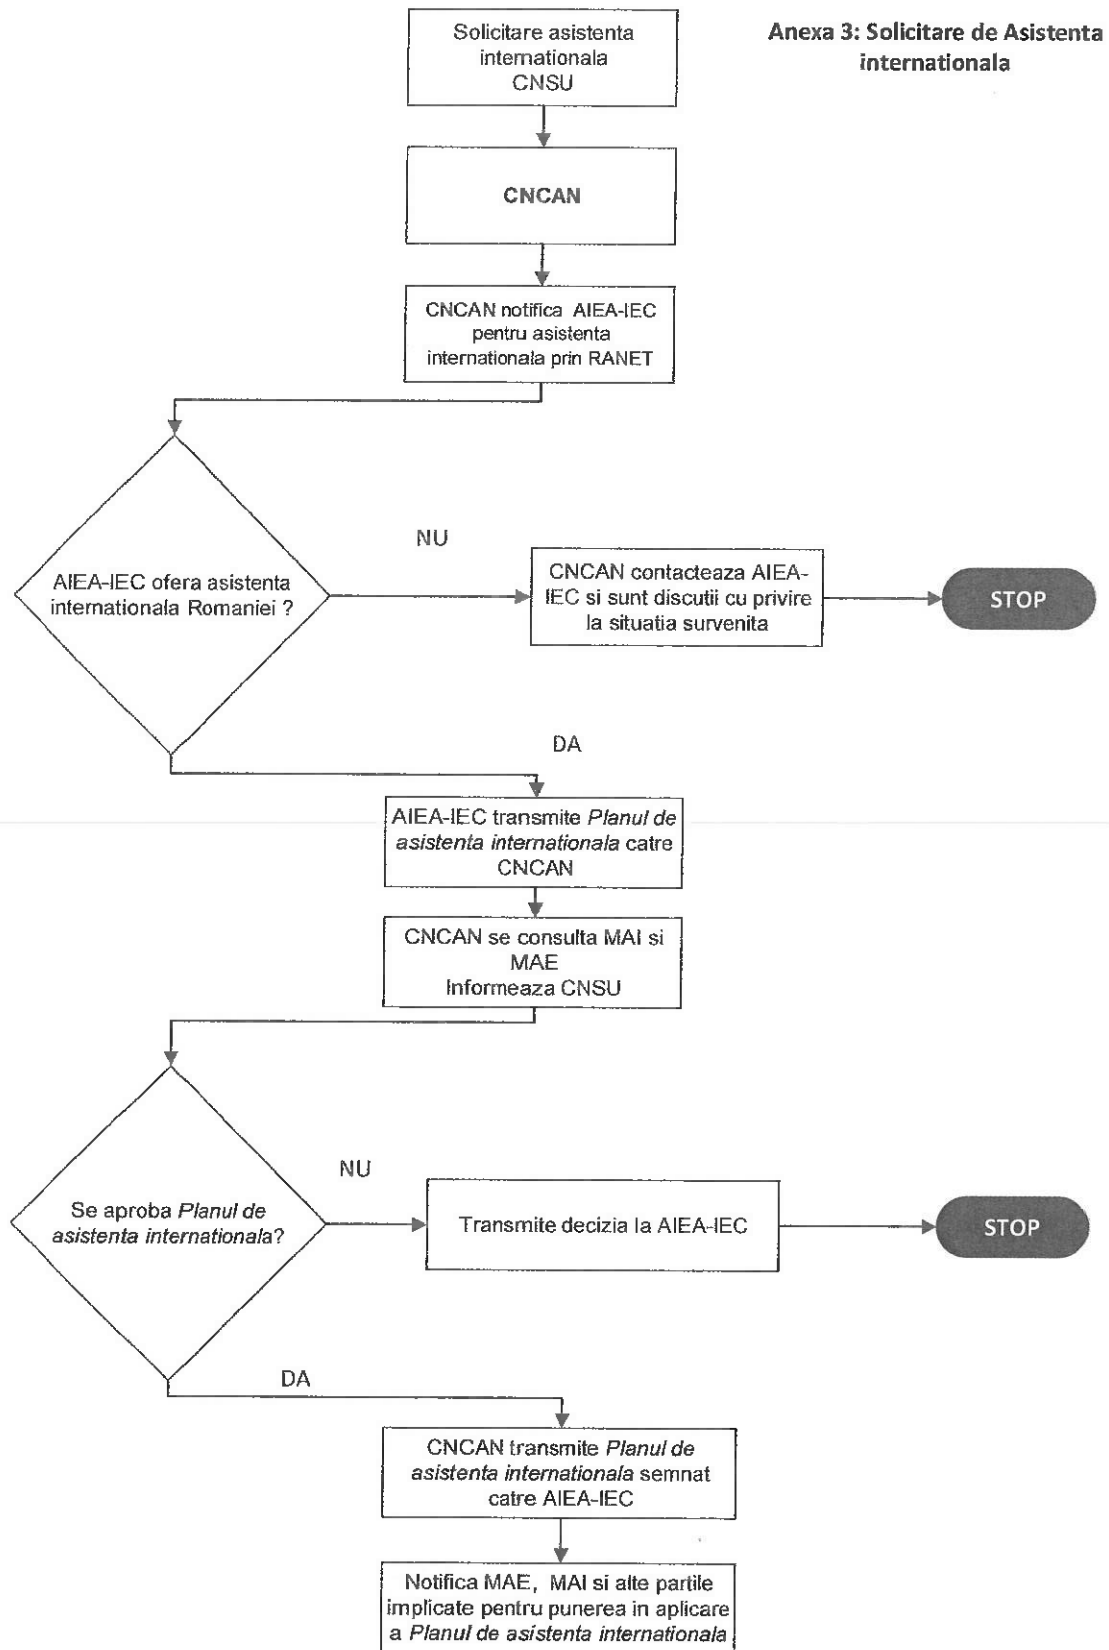 Anexa 3: Solicitare de Asistenta
internationala
Solicitare asistenta
internationala
CNSU
CNCAN
CNCAN notifica AIEA-IEC
pentru asistenta
internationala prin RANET
AIEA-IEC ofera asistenta
internationala Romaniei ?
NU
CNCAN contacteaza AIEA-
IEC si sunt discutii cu privire
la situatia survenita
STOP
DA
AIEA-IEC transmite Planul de
asistenta internationala catre
CNCAN
CNCAN se consulta MAI si
MAE
Informeaza CNSU
Se aproba Planul de
asistenta internationala?
NU
Transmite decizia la AIEA-IEC
STOP
DA
CNCAN transmite Planul de
asistenta internationala semnat
catre AIEA-IEC
Notifica MAE, MAI si alte partile
implicate pentru punerea in aplicare
a Planul de asistenta internationala